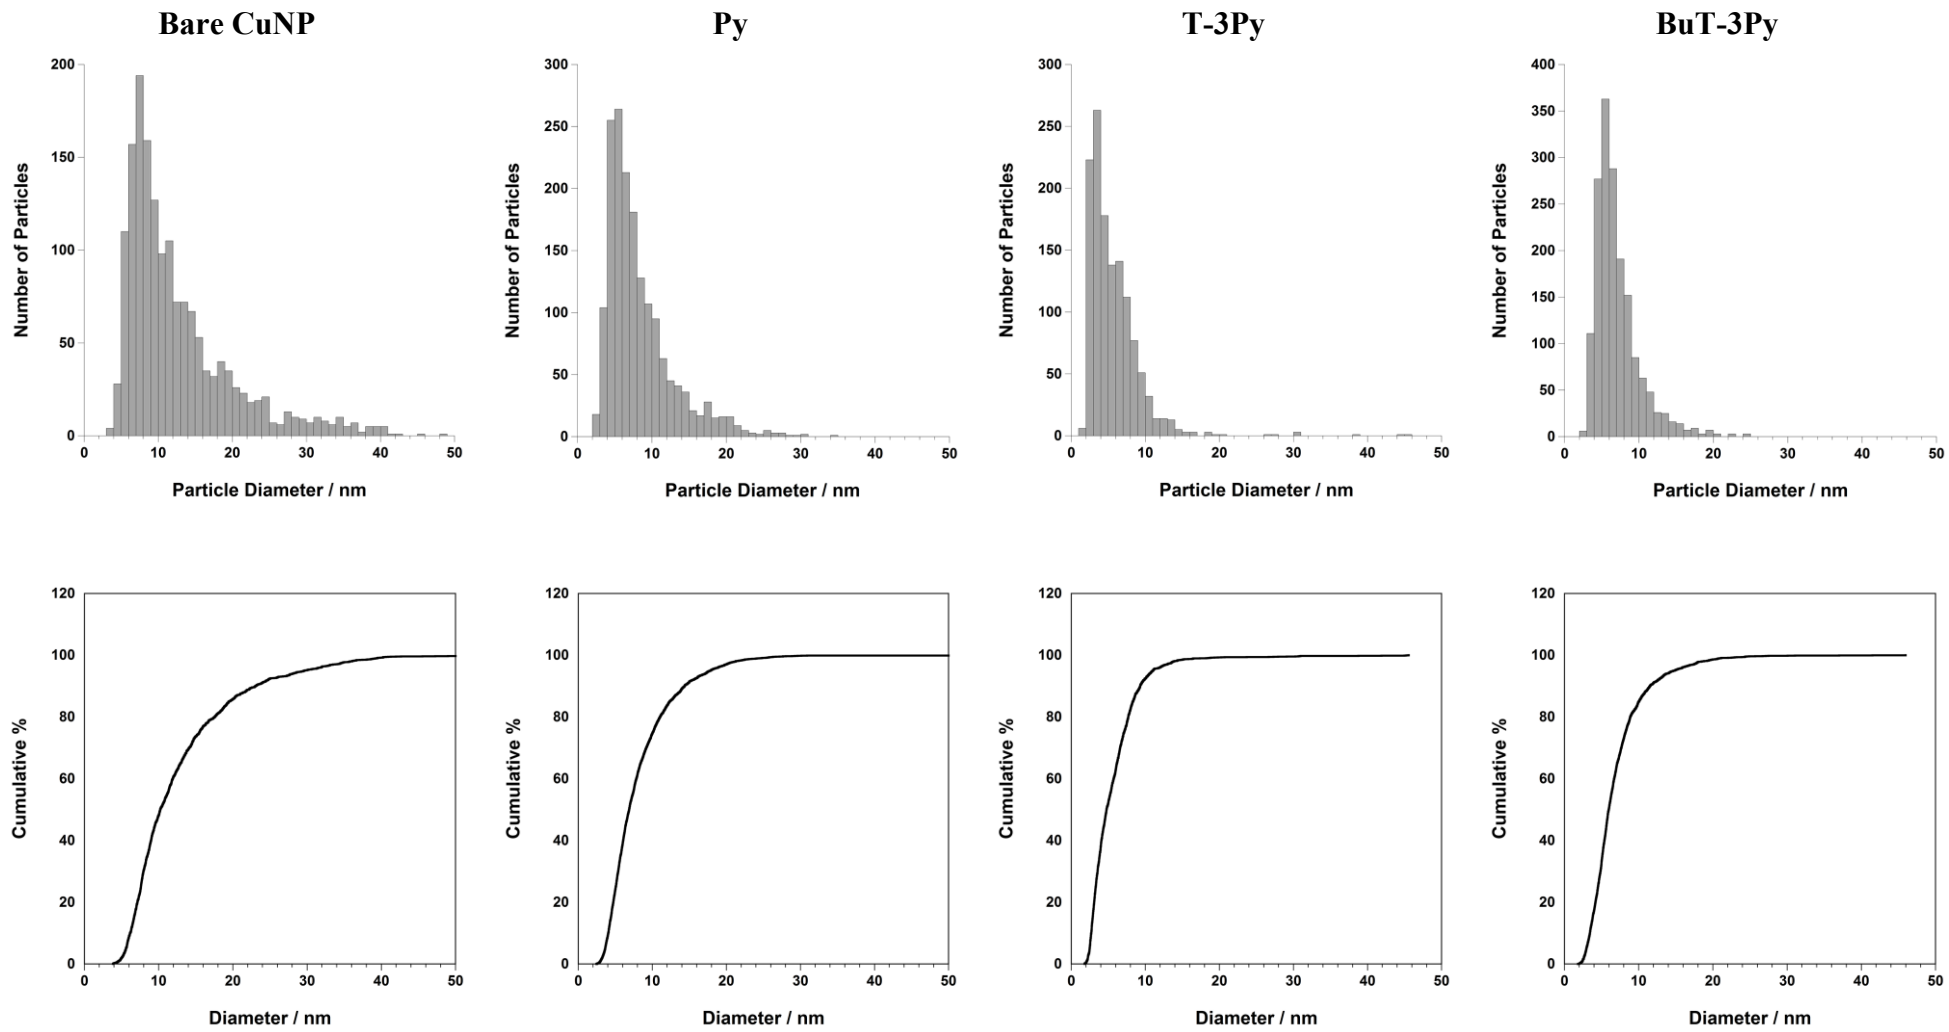 Bare CuNP
Py
T-3Py
BuT-3Py
Number of Particles
200
150
100
50
0
0 10 20 30 40 50
Particle Diameter / nm
Number of Particles
300
250
200
150
100
50
0
0 10 20 30 40 50
Particle Diameter / nm
Number of Particles
300
250
200
150
100
50
0
0 10 20 30 40 50
Particle Diameter / nm
Number of Particles
400
350
300
250
200
150
100
50
0
0 10 20 30 40 50
Particle Diameter / nm
Cumulative %
120
100
80
60
40
20
0
0 10 20 30 40 50
Diameter / nm
Cumulative %
120
100
80
60
40
20
0
0 10 20 30 40 50
Diameter / nm
Cumulative %
120
100
80
60
40
20
0
0 10 20 30 40 50
Diameter / nm
Cumulative %
120
100
80
60
40
20
0
0 10 20 30 40 50
Diameter / nm